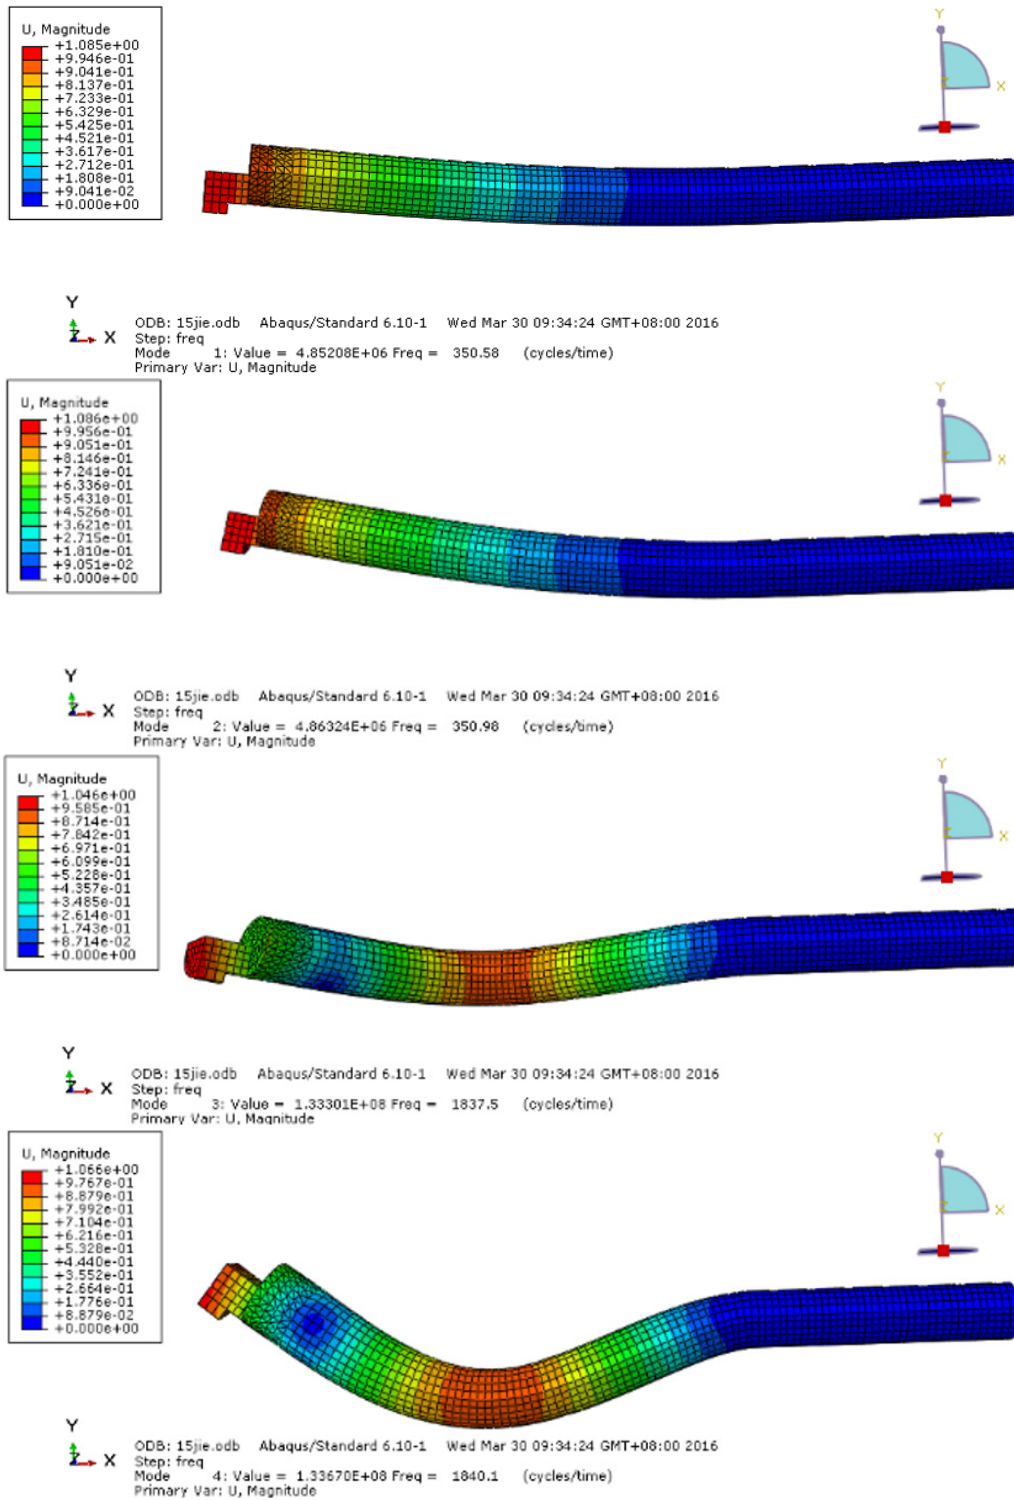 U, Magnitude
+1.085e+00
+9.946e-01
+9.041e-01
+8.137e-01
+7.233e-01
+6.329e-01
+5.425e-01
+4.521e-01
+3.617e-01
+2.712e-01
+1.808e-01
+9.041e-02
+0.000e+00
Y
X
Z
Y
Z X
ODB: 15jie.odb Abaqus/Standard 6.10-1 Wed Mar 30 09:34:24 GMT+08:00 2016
Step: freq
Mode 1: Value = 4.85208E+06 Freq = 350.58 (cycles/time)
Primary Var: U, Magnitude
U, Magnitude
+1.086e+00
+9.956e-01
+9.051e-01
+8.146e-01
+7.241e-01
+6.336e-01
+5.431e-01
+4.526e-01
+3.621e-01
+2.715e-01
+1.810e-01
+9.051e-02
+0.000e+00
Y
X
Z
Y
Z X
ODB: 15jie.odb Abaqus/Standard 6.10-1 Wed Mar 30 09:34:24 GMT+08:00 2016
Step: freq
Mode 2: Value = 4.86324E+06 Freq = 350.98 (cycles/time)
Primary Var: U, Magnitude
U, Magnitude
+1.046e+00
+9.585e-01
+8.714e-01
+7.842e-01
+6.971e-01
+6.099e-01
+5.228e-01
+4.357e-01
+3.485e-01
+2.614e-01
+1.743e-01
+8.714e-02
+0.000e+00
Y
X
Z
Y
Z X
ODB: 15jie.odb Abaqus/Standard 6.10-1 Wed Mar 30 09:34:24 GMT+08:00 2016
Step: freq
Mode 3: Value = 1.33301E+08 Freq = 1837.5 (cycles/time)
Primary Var: U, Magnitude
U, Magnitude
+1.066e+00
+9.767e-01
+8.879e-01
+7.992e-01
+7.104e-01
+6.216e-01
+5.328e-01
+4.440e-01
+3.552e-01
+2.664e-01
+1.776e-01
+8.879e-02
+0.000e+00
Y
X
Z
Y
Z X
ODB: 15jie.odb Abaqus/Standard 6.10-1 Wed Mar 30 09:34:24 GMT+08:00 2016
Step: freq
Mode 4: Value = 1.33670E+08 Freq = 1840.1 (cycles/time)
Primary Var: U, Magnitude